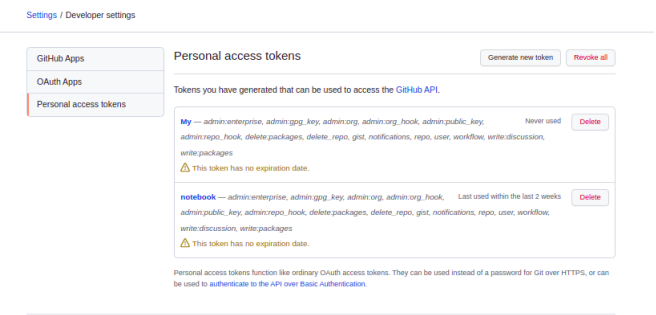 Settings / Developer settings
GitHub Apps
OAuth Apps
Personal access tokens
Personal access tokens
Generate new token
Revoke all
Tokens you have generated that can be used to access the GitHub API.
My — admin:enterprise, admin:gpg_key, admin:org, admin:org_hook, admin:public_key,
admin:repo_hook, delete:packages, delete_repo, gist, notifications, repo, user, workflow, write:discussion,
write:packages
Never used
Delete
This token has no expiration date.
notebook — admin:enterprise, admin:gpg_key, admin:org, admin:org_hook,
admin:public_key, admin:repo_hook, delete:packages, delete_repo, gist, notifications, repo, user, workflow,
write:discussion, write:packages
Last used within the last 2 weeks
Delete
This token has no expiration date.
Personal access tokens function like ordinary OAuth access tokens. They can be used instead of a password for Git over HTTPS, or can
be used to authenticate to the API over Basic Authentication.